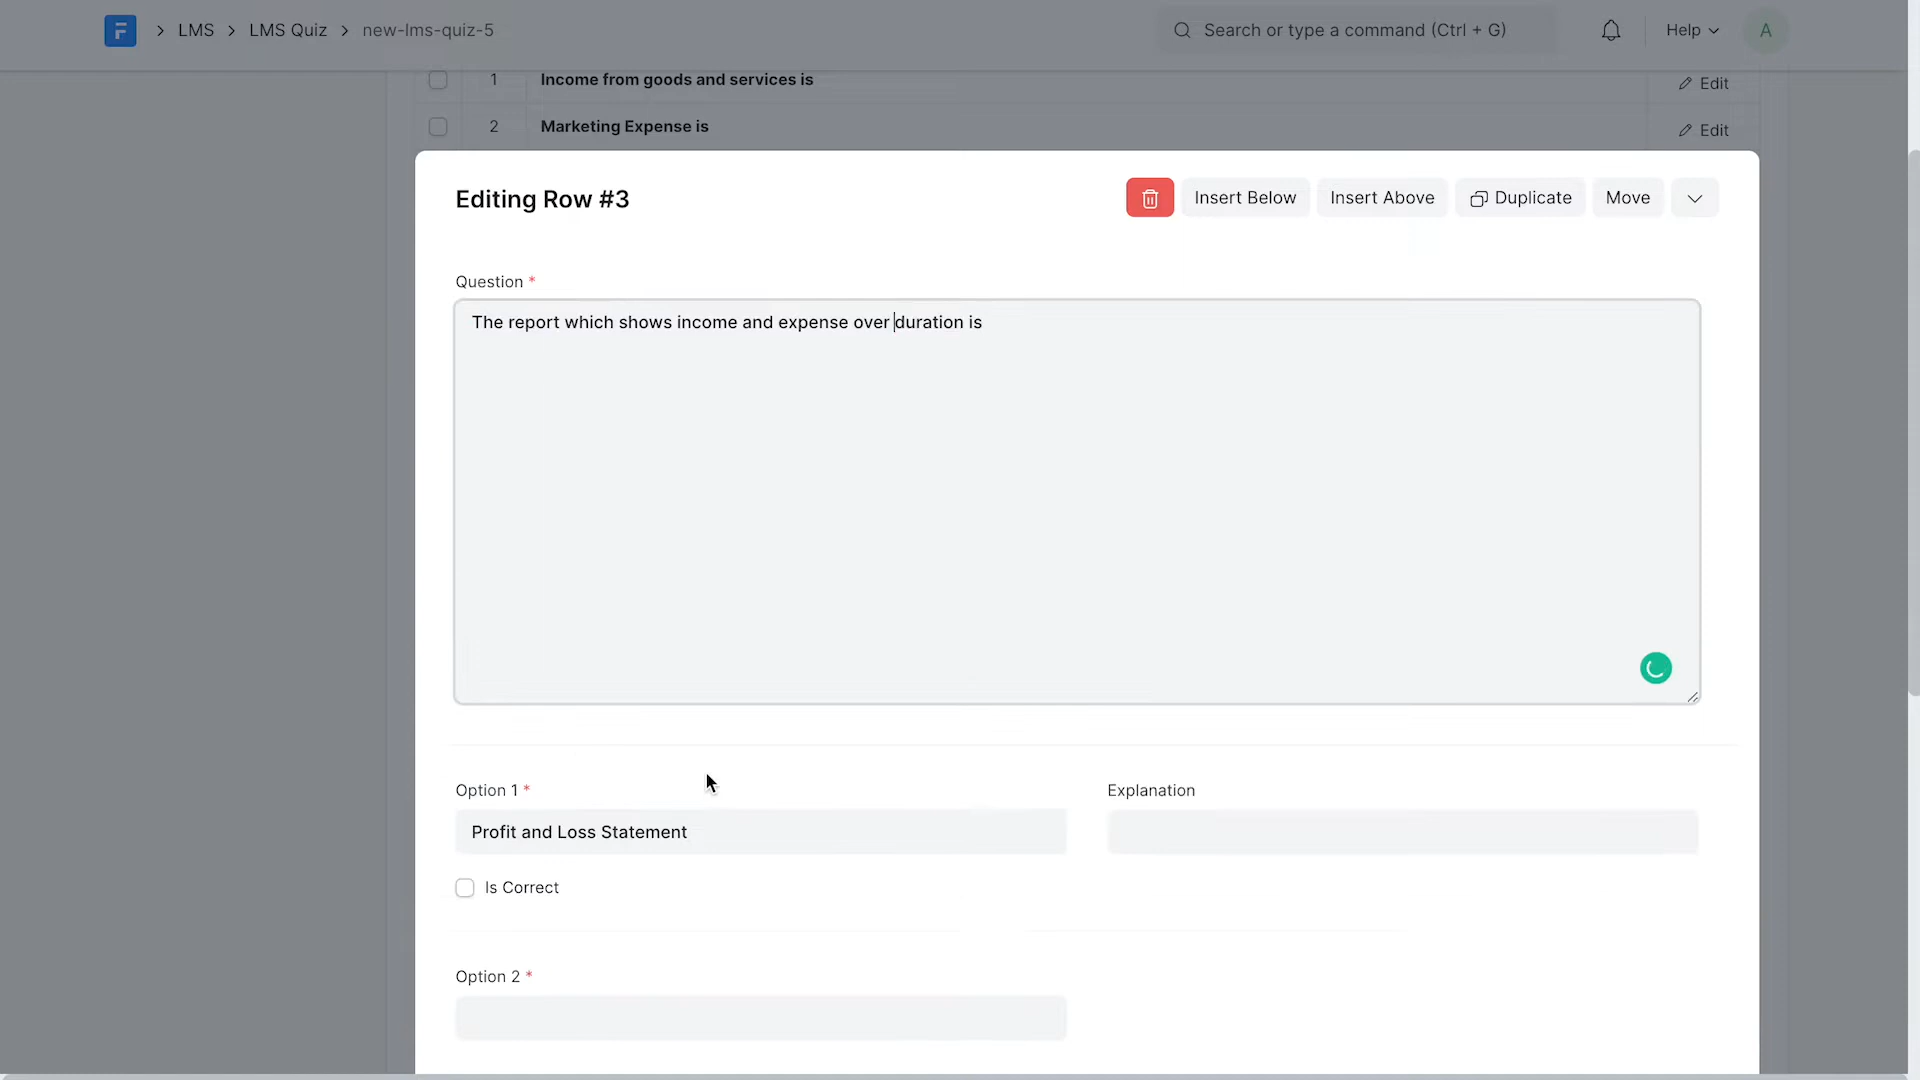 LMS LMS Quiz new-lms-quiz-5 Search or type a command (Ctrl + G) Help A
1 Income from goods and services is Edit
2 Marketing Expense is Edit
Editing Row #3 Insert Below Insert Above Duplicate Move
Question *
The report which shows income and expense over duration is
Option 1 * Explanation
Profit and Loss Statement
Is Correct
Option 2 *